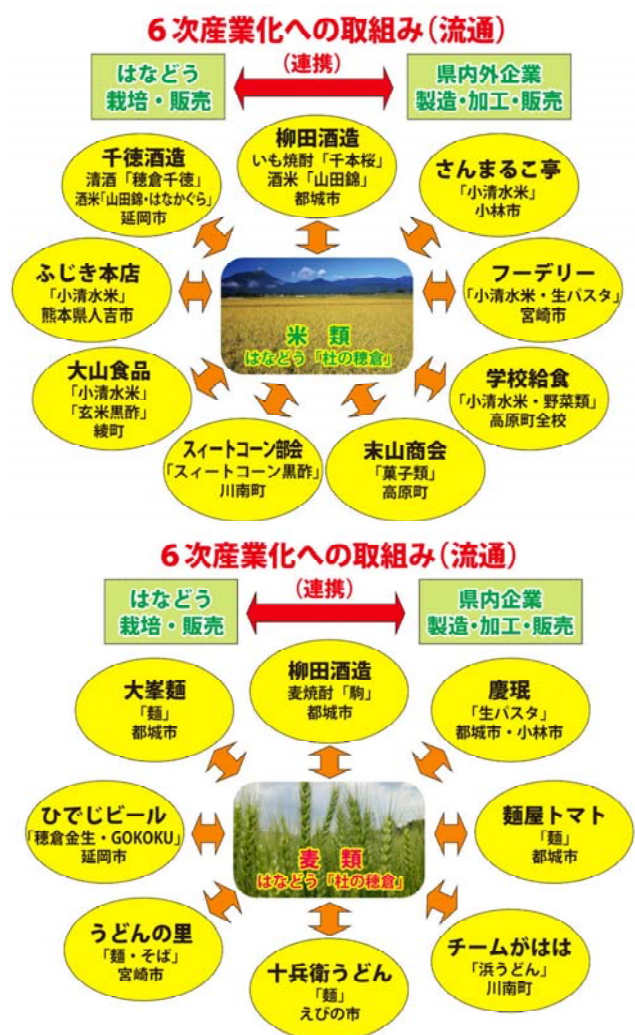 6次産業化への取組み（流通）
はなどう
栽培・販売
（連携）
県内外企業
製造・加工・販売
柳田酒造
いも焼酎「千本桜」
酒米「山田錦」
都城市
千徳酒造
清酒「穂倉千徳」
酒米「山田錦・はなかぐら」
延岡市
さんまるこ亭
「小清水米」
小林市
ふじき本店
「小清水米」
熊本県人吉市
フーデリー
「小清水米・生パスタ」
宮崎市
米　類
はなどう「杜の穂倉」
大山食品
「小清水米」
「玄米黒酢」
綾町
学校給食
「小清水米・野菜類」
高原町全校
スィートコーン部会
「スィートコーン黒酢」
川南町
末山商会
「菓子類」
高原町
6次産業化への取組み（流通）
はなどう
栽培・販売
（連携）
県内企業
製造・加工・販売
柳田酒造
麦焼酎「駒」
都城市
大峯麺
「麺」
都城市
慶珉
「生パスタ」
都城市・小林市
ひでじビール
「穂倉金生・GOKOKU」
延岡市
麺屋トマト
「麺」
都城市
麦　類
はなどう「杜の穂倉」
うどんの里
「麺・そば」
宮崎市
十兵衛うどん
「麺」
えびの市
チームがはは
「浜うどん」
川南町